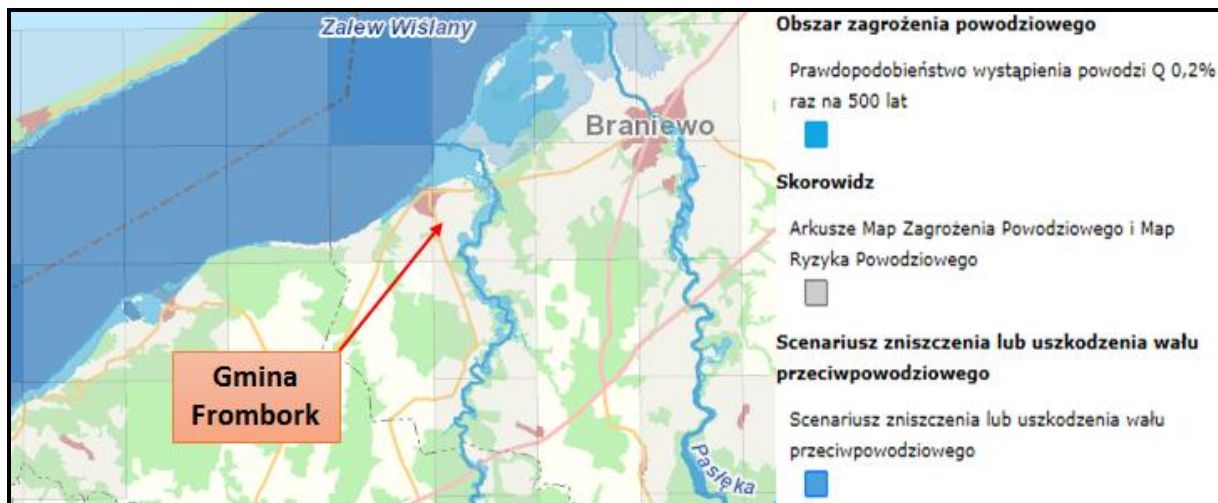 Zalew Wiślany
Braniewo
Gmina
Frombork
Pasłęka
Obszar zagrożenia powodziowego
Prawdopodobieństwo wystąpienia powodzi Q 0,2%
raz na 500 lat
Skorowidz
Arkusze Map Zagrożenia Powodziowego i Map
Ryzyka Powodziowego
Scenariusz zniszczenia lub uszkodzenia wału
przeciwpowodziowego
Scenariusz zniszczenia lub uszkodzenia wału
przeciwpowodziowego